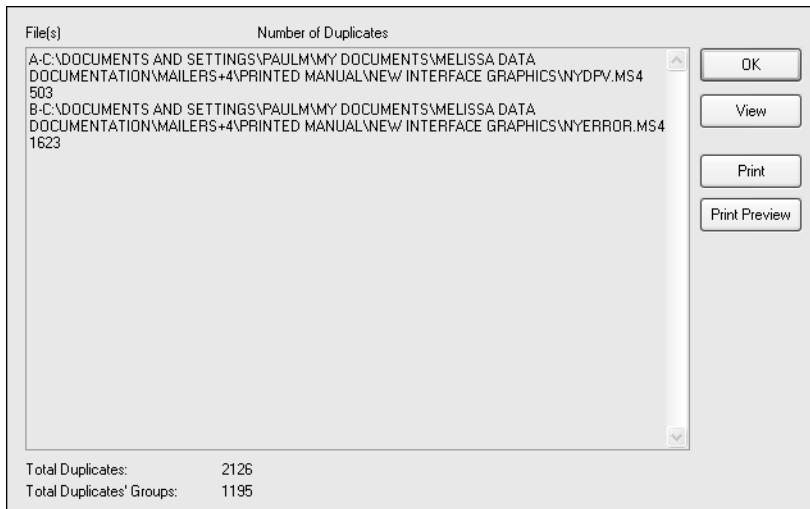 File(s) Number of Duplicates
A-C:\DOCUMENTS AND SETTINGS\PAULM\MY DOCUMENTS\MELISSA DATA
DOCUMENTATION\MAILERS+4\PRINTED MANUAL\NEW INTERFACE GRAPHICS\NYDPV.MS4
503
B-C:\DOCUMENTS AND SETTINGS\PAULM\MY DOCUMENTS\MELISSA DATA
DOCUMENTATION\MAILERS+4\PRINTED MANUAL\NEW INTERFACE GRAPHICS\NYERROR.MS4
1623
OK
View
Print
Print Preview
Total Duplicates: 2126
Total Duplicates' Groups: 1195